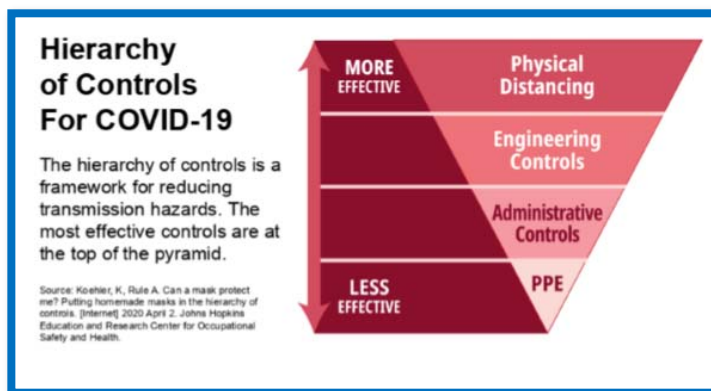 Hierarchy
of Controls
For COVID-19
The hierarchy of controls is a
framework for reducing
transmission hazards. The
most effective controls are at
the top of the pyramid.
Source: Koehler, K, Rule A. Can a mask protect
me? Putting homemade masks in the hierarchy of
controls. [Internet] 2020 April 2. Johns Hopkins
Education and Research Center for Occupational
Safety and Health.
MORE
EFFECTIVE
Physical
Distancing
Engineering
Controls
Administrative
Controls
LESS
EFFECTIVE
PPE